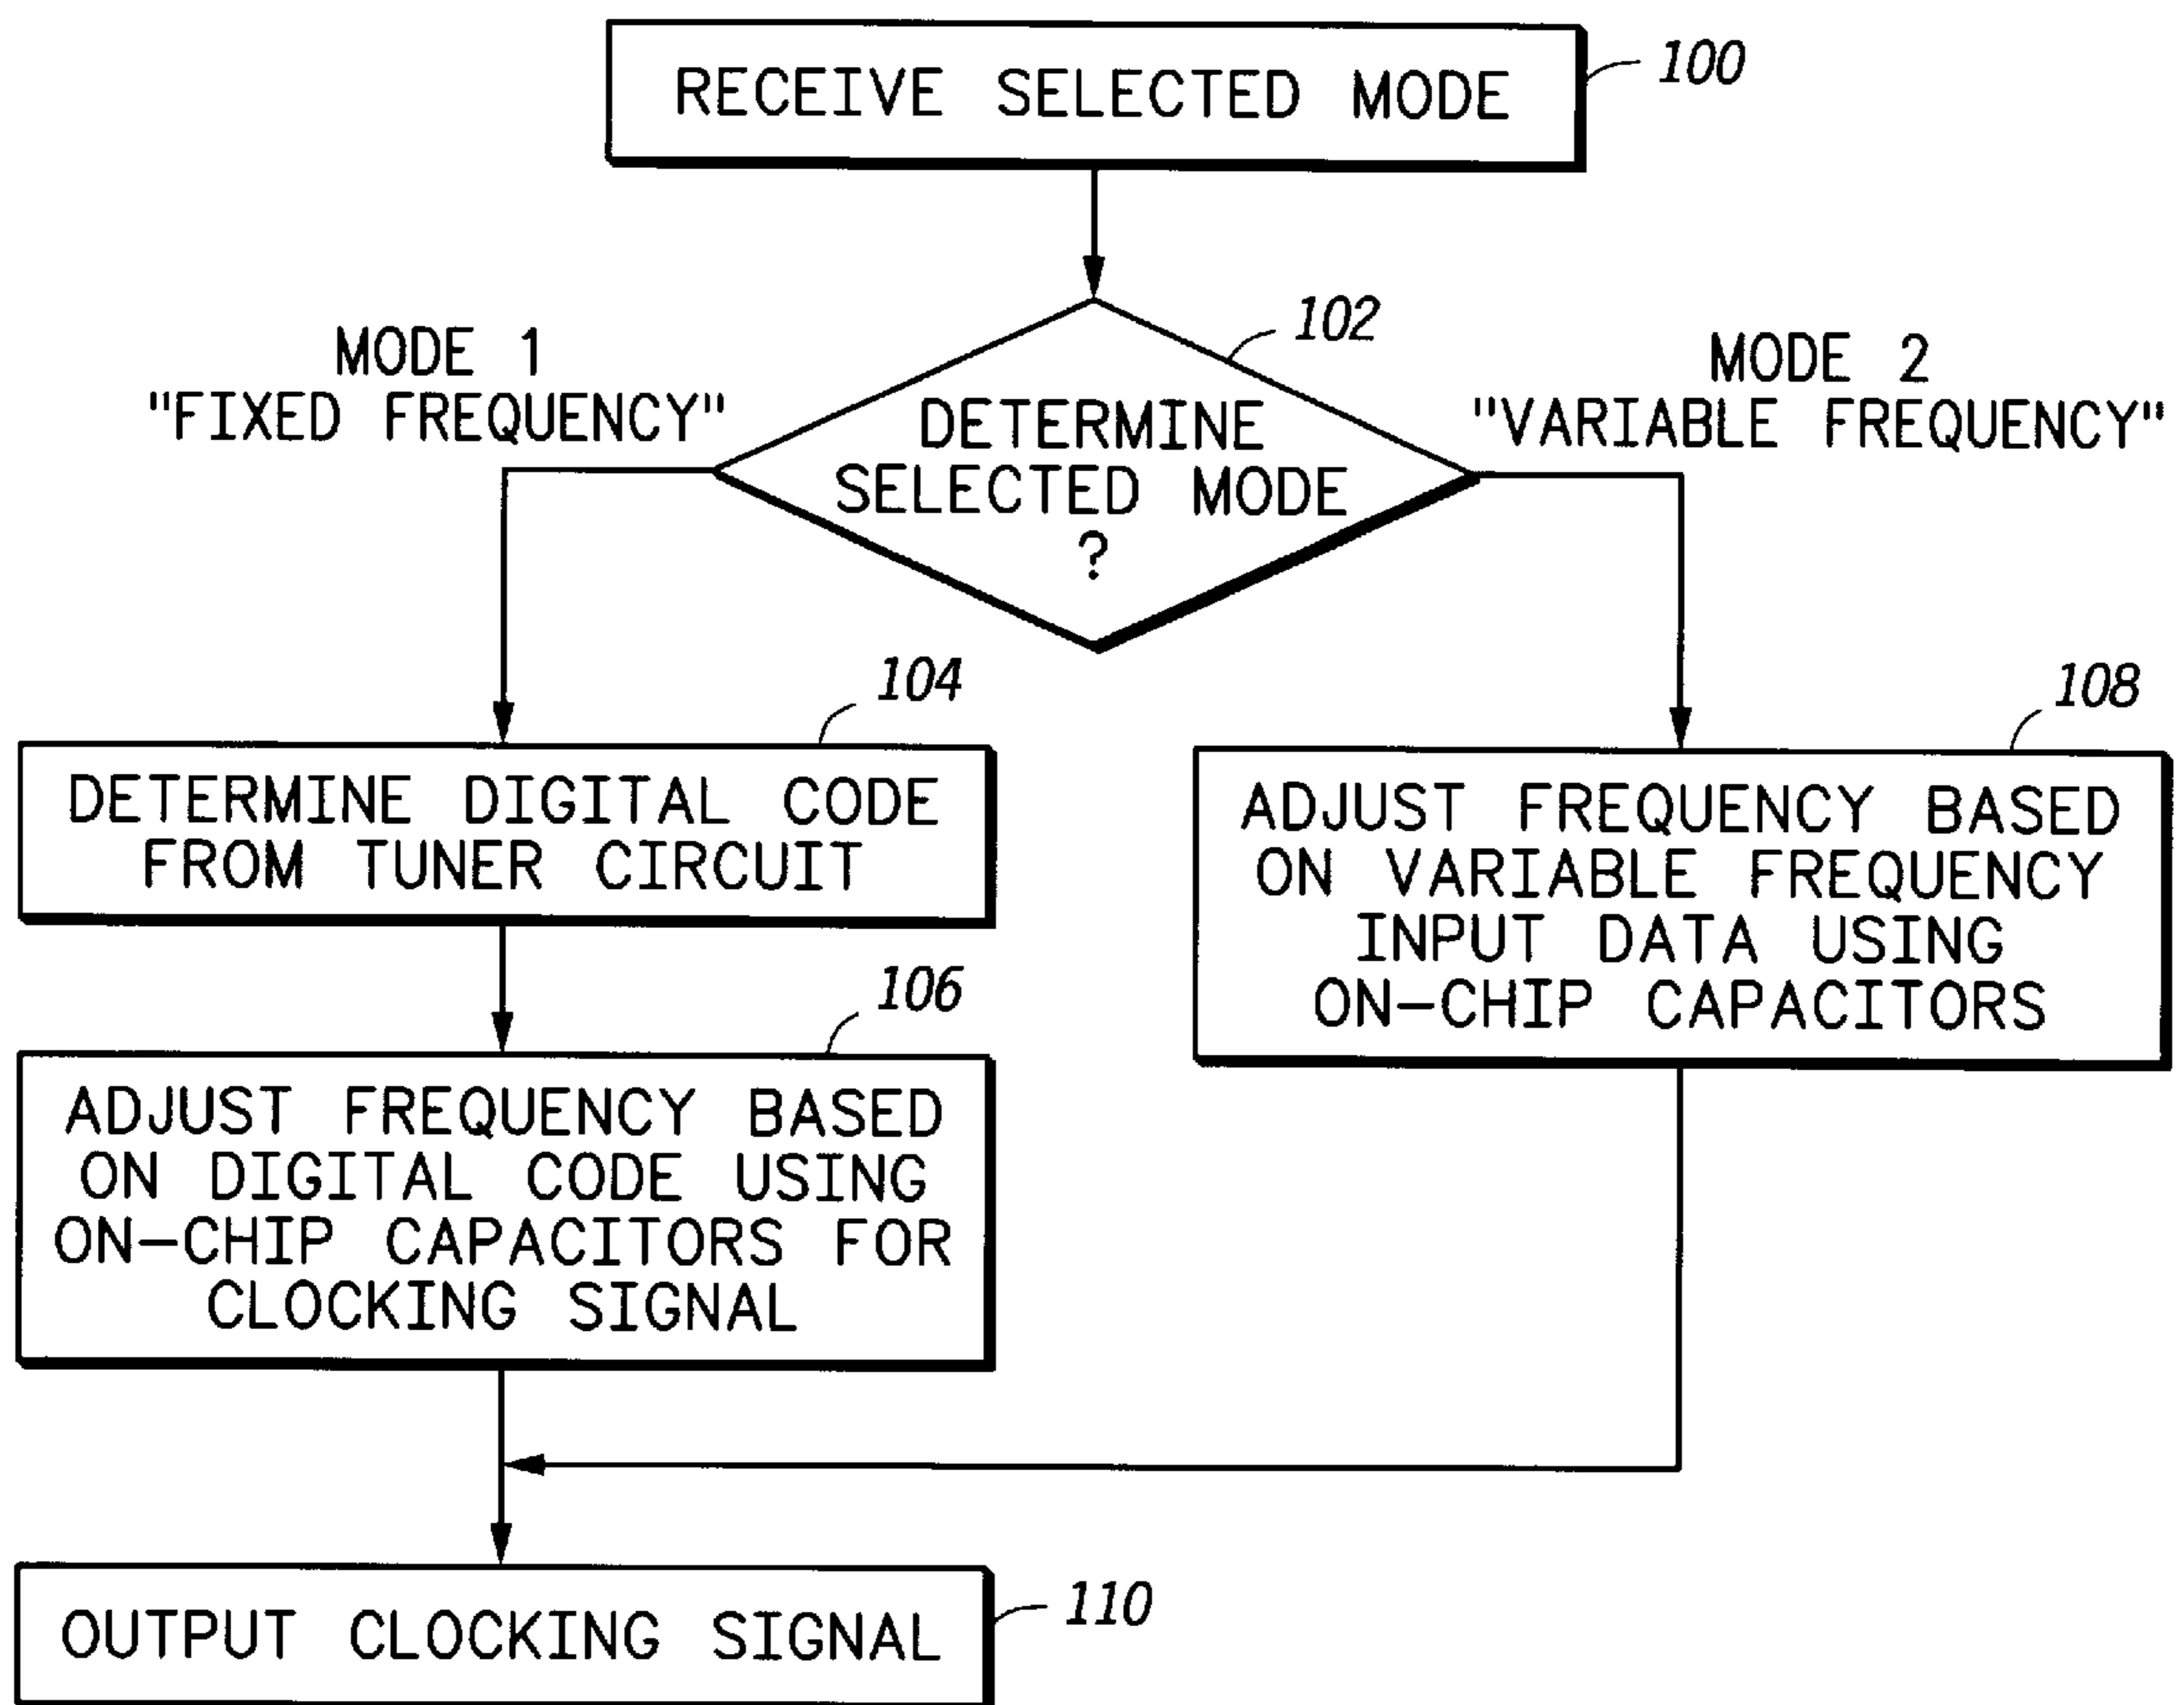 RECEIVE SELECTED MODE
100
102
MODE 1
"FIXED FREQUENCY"
DETERMINE
SELECTED MODE
?
MODE 2
"VARIABLE FREQUENCY"
104
DETERMINE DIGITAL CODE
FROM TUNER CIRCUIT
108
ADJUST FREQUENCY BASED
ON VARIABLE FREQUENCY
INPUT DATA USING
ON-CHIP CAPACITORS
106
ADJUST FREQUENCY BASED
ON DIGITAL CODE USING
ON-CHIP CAPACITORS FOR
CLOCKING SIGNAL
OUTPUT CLOCKING SIGNAL
110